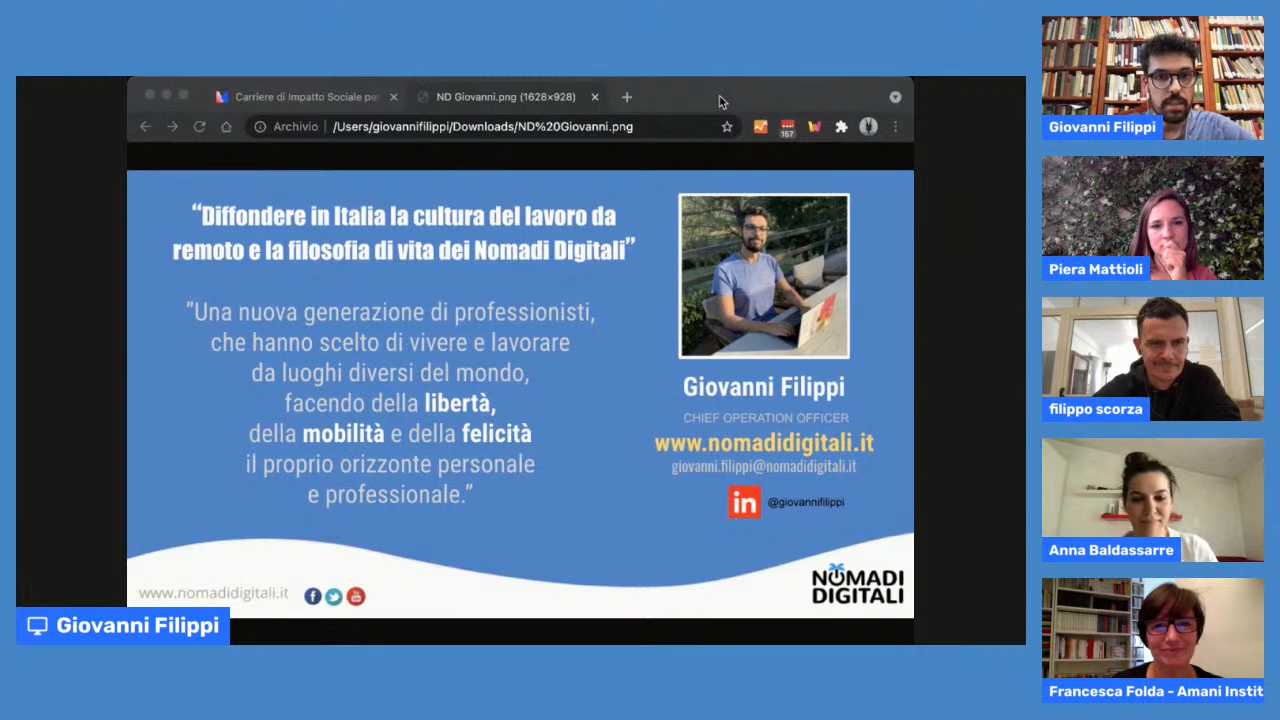 Carriere di Impatto Sociale pe
ND Giovanni.png (1628×928)
Archivio
/Users/giovannifilippi/Downloads/ND%20Giovanni.png
157
“Diffondere in Italia la cultura del lavoro da
remoto e la filosofia di vita dei Nomadi Digitali”
”Una nuova generazione di professionisti,
che hanno scelto di vivere e lavorare
da luoghi diversi del mondo,
facendo della libertà,
della mobilità e della felicità
il proprio orizzonte personale
e professionale.”
Giovanni Filippi
CHIEF OPERATION OFFICER
www.nomadidigitali.it
giovanni.filippi@nomadidigitali.it
in @giovannifilippi
www.nomadidigitali.it
You Tube
NOMADI
DIGITALI
Giovanni Filippi
Giovanni Filippi
Piera Mattioli
filippo scorza
Anna Baldassarre
Francesca Folda - Amani Instit